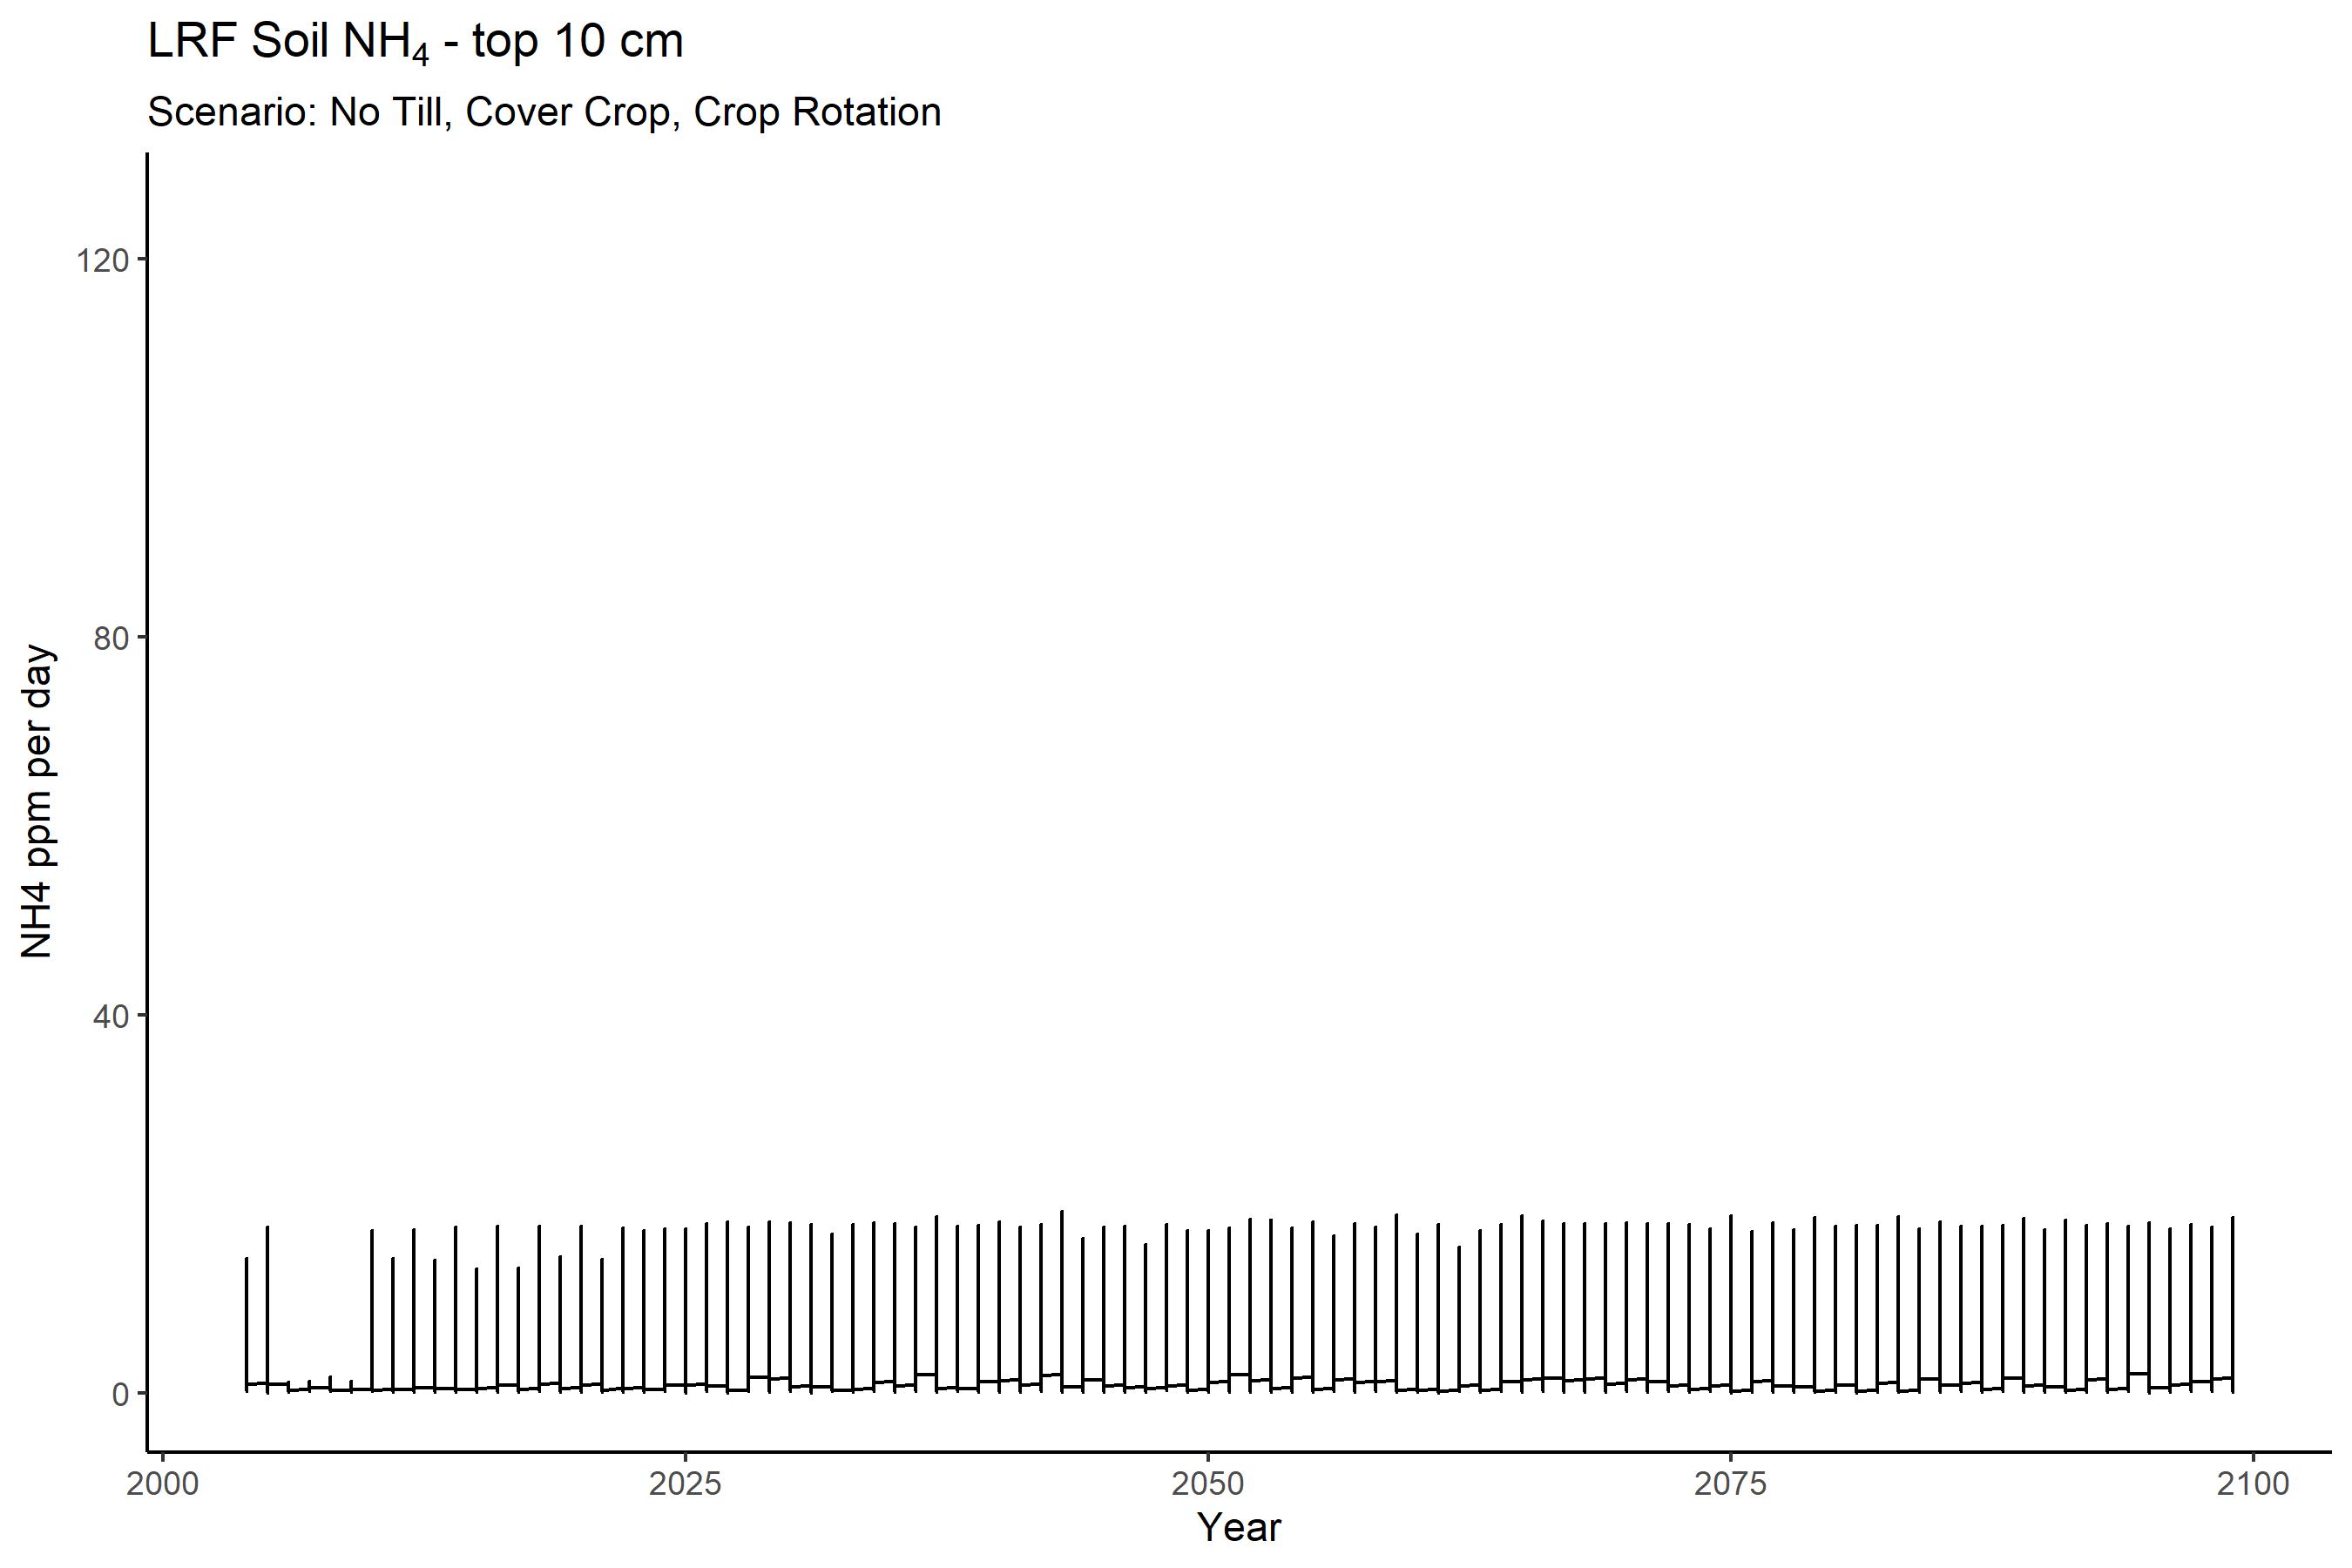 LRF Soil NH₄ - top 10 cm
Scenario: No Till, Cover Crop, Crop Rotation
NH4 ppm per day
120
80
40
0
2000 2025 2050 2075 2100
Year